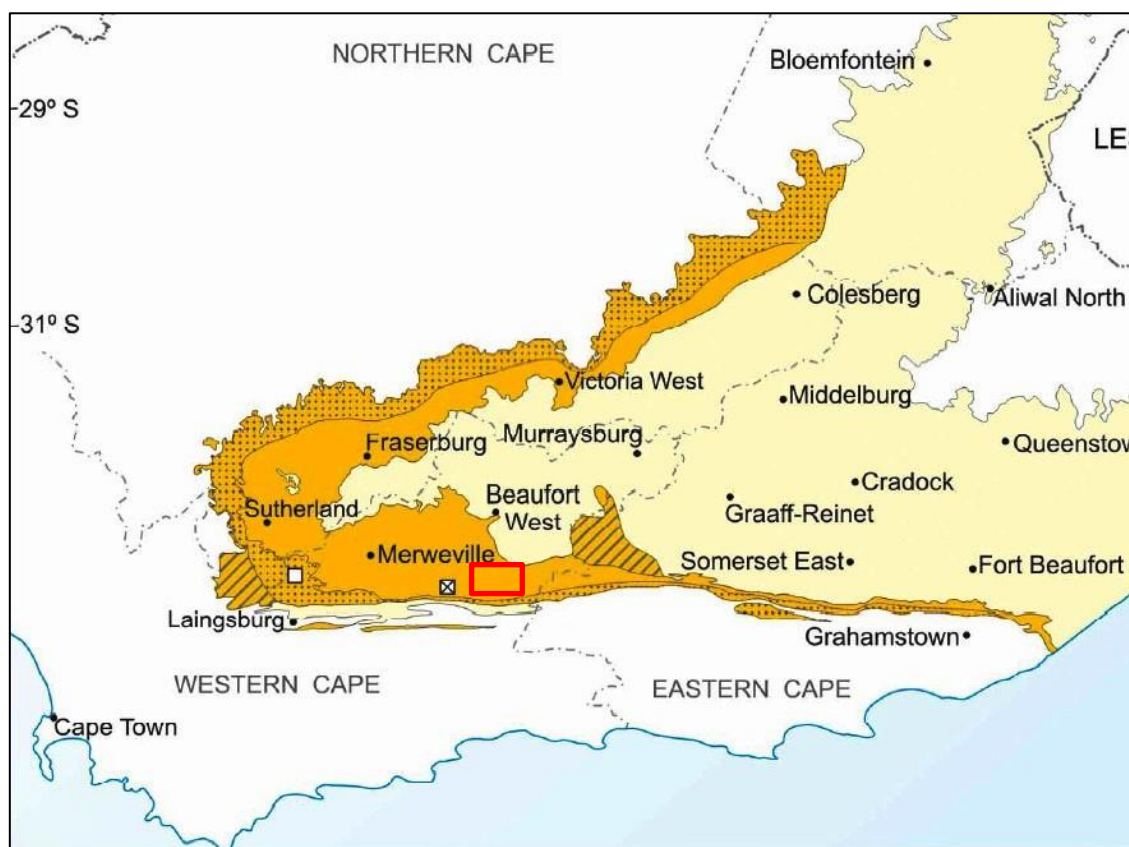 NORTHERN CAPE
Bloemfontein
29º S
LE
Colesberg
Aliwal North
31º S
Victoria West
Middelburg
Fraserburg
Murraysburg
Queenstow
Cradock
Beaufort
West
Graaff-Reinet
Sutherland
Merweville
Somerset East
Fort Beaufort
Laingsburg
Grahamstown
WESTERN CAPE
EASTERN CAPE
Cape Town